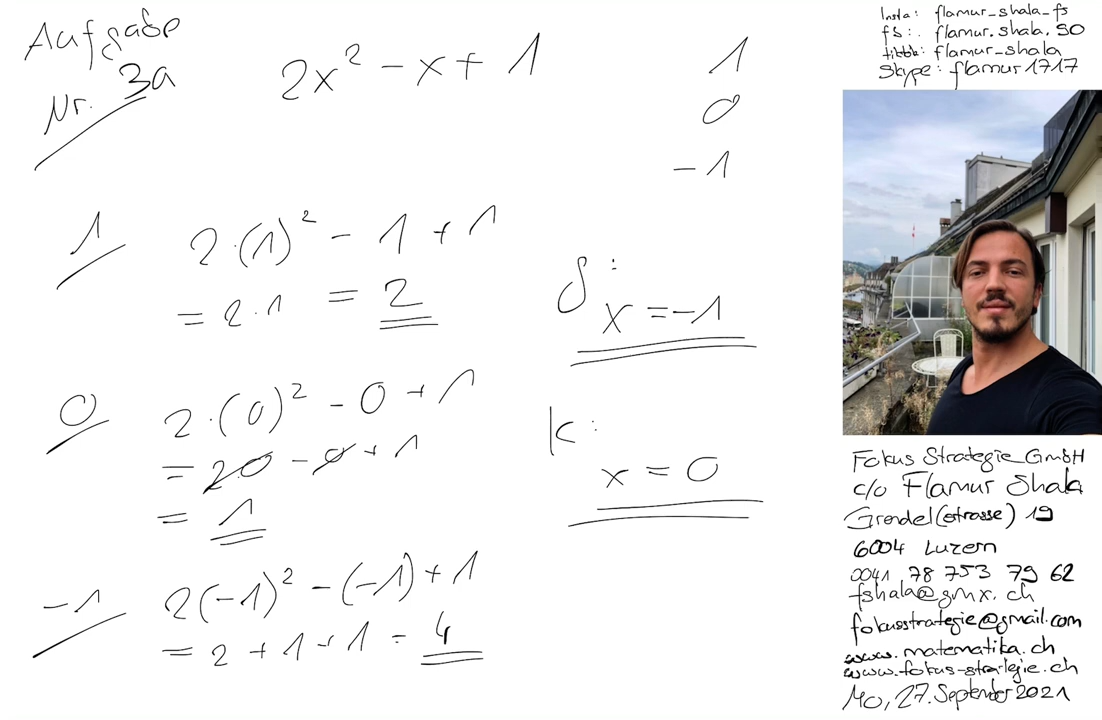 Aufgabe
Nr. 3a
2x² - x + 1
1
0
-1
1
2·(1)² - 1 + 1
= 2·1 = 2
0
2·(0)² - 0 + 1
= 20 - 0 + 1
= 1
-1
2(-1)² - (-1) + 1
= 2 + 1 + 1 = 4
g:
x = -1
k:
x = 0
Insta: flamur_shala_fs
fs: flamur.shala.90
tiktok: flamur_shala
Skype: flamur1717
Fokus Strategie GmbH
c/o Flamur Shala
Grendel(strasse) 19
6004 Luzern
0041 78 753 79 62
fshala@gmx.ch
fokusstrategie@gmail.com
www.matematika.ch
www.fokus-strategie.ch
Mo, 27. September 2021